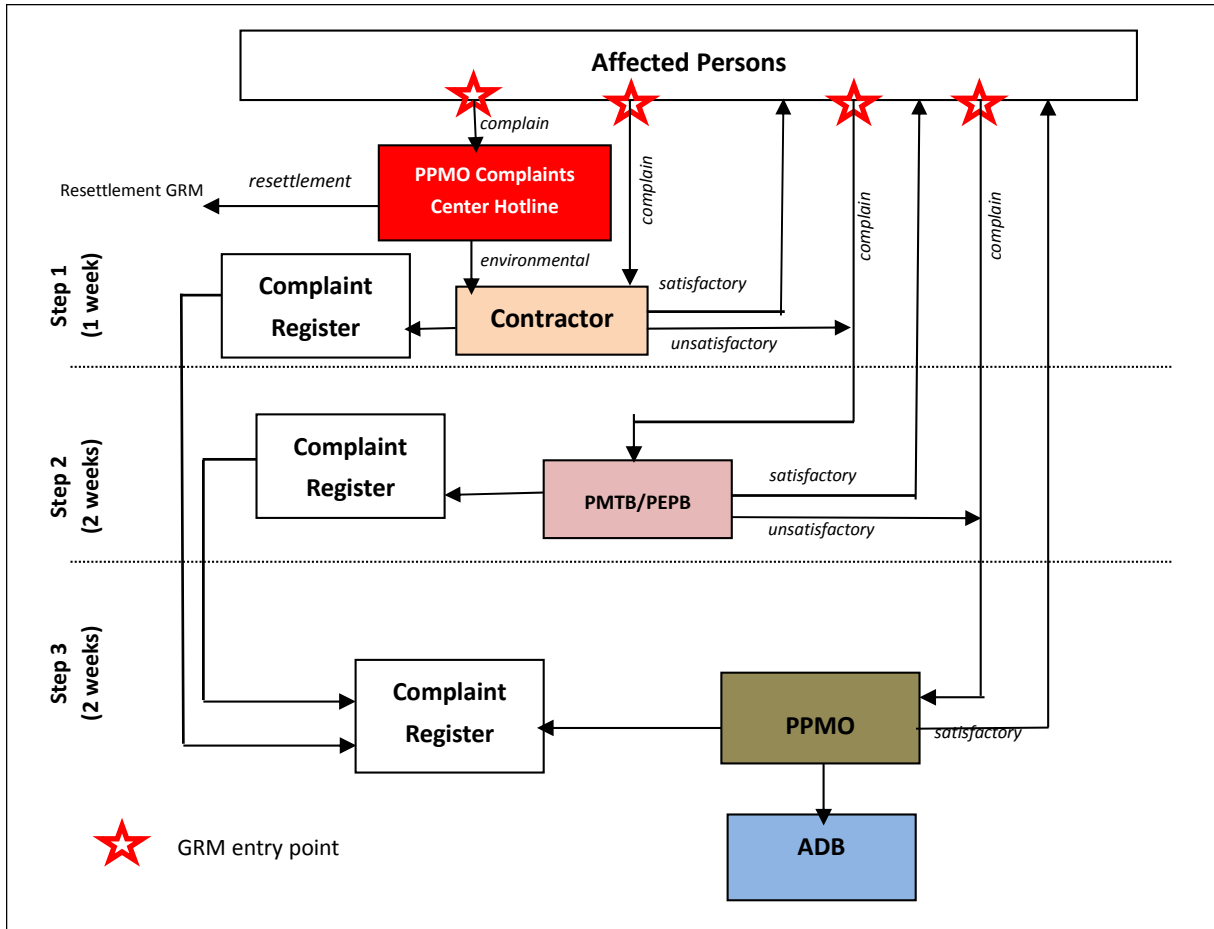 Affected Persons
complain
PPMO Complaints
Center Hotline
resettlement
Resettlement GRM
complain
complain
complain
environmental
Step 1
(1 week)
Complaint
Register
Contractor
satisfactory
unsatisfactory
Step 2
(2 weeks)
Complaint
Register
PMTB/PEPB
satisfactory
unsatisfactory
Step 3
(2 weeks)
Complaint
Register
PPMO
satisfactory
ADB
GRM entry point